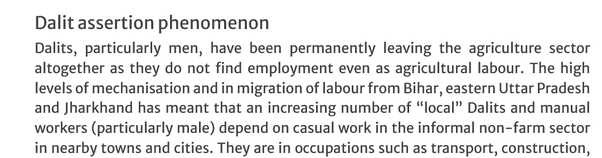 Dalit assertion phenomenon
Dalits, particularly men, have been permanently leaving the agriculture sector
altogether as they do not find employment even as agricultural labour. The high
levels of mechanisation and in migration of labour from Bihar, eastern Uttar Pradesh
and Jharkhand has meant that an increasing number of “local” Dalits and manual
workers (particularly male) depend on casual work in the informal non-farm sector
in nearby towns and cities. They are in occupations such as transport, construction,